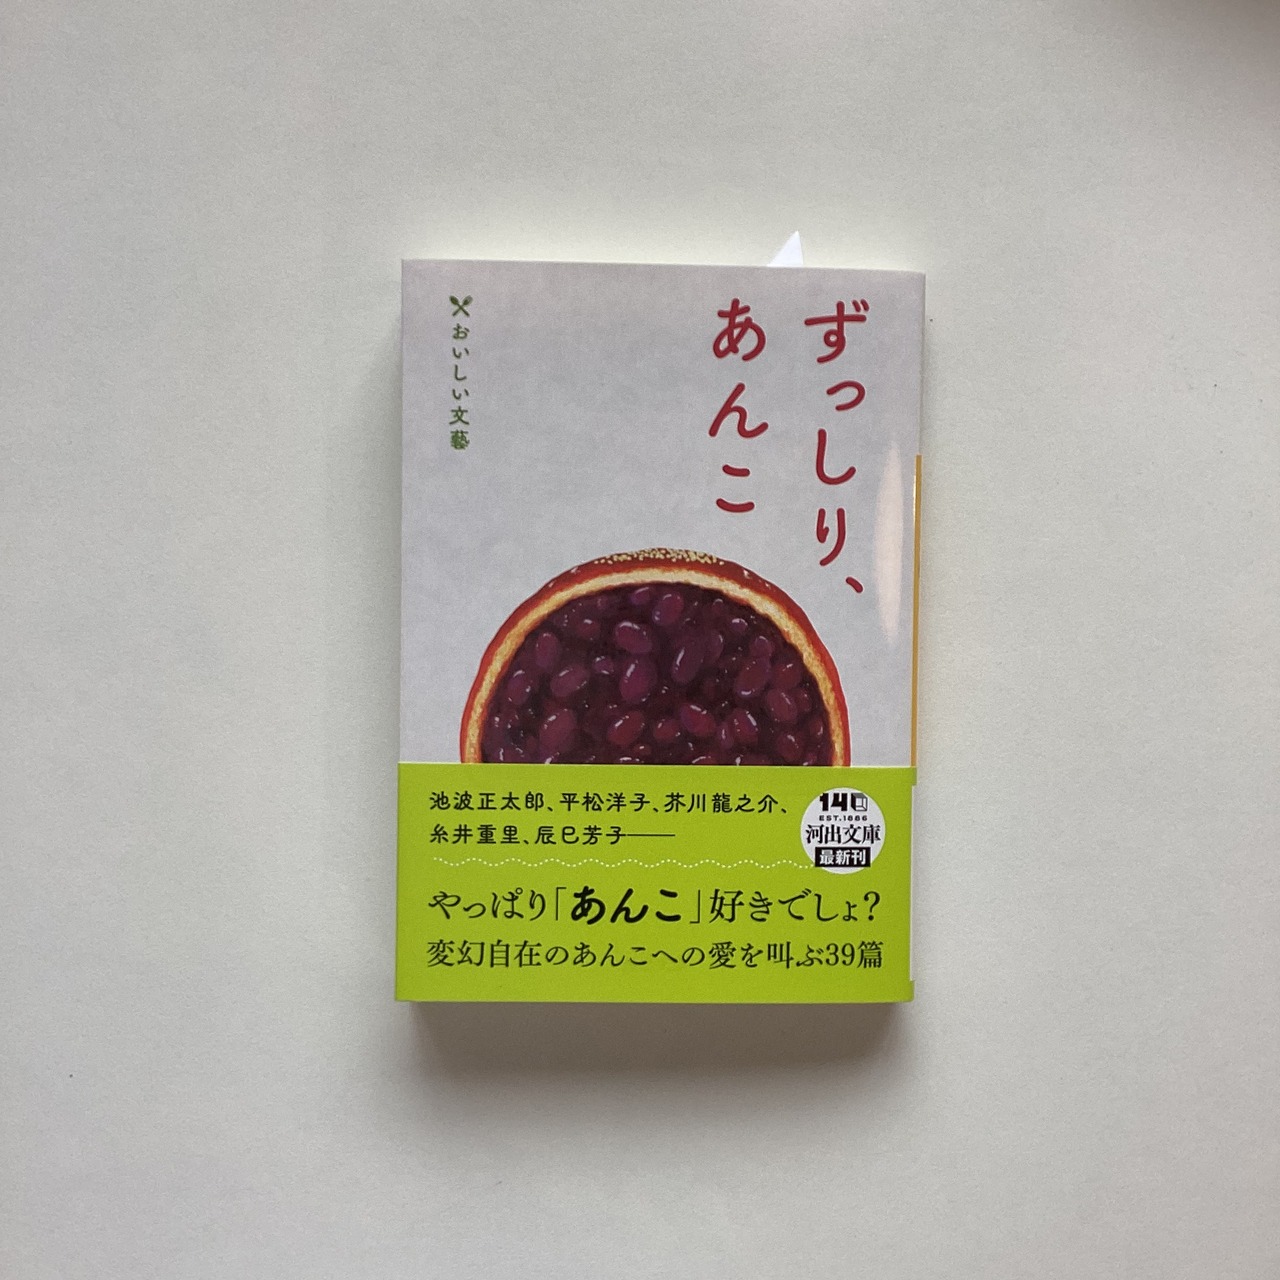 ずっしり、
あんこ
おいしい文藝
池波正太郎、平松洋子、芥川龍之介、
糸井重里、辰巳芳子――
140
EST.1886
河出文庫
最新刊
やっぱり「あんこ」好きでしょ?
変幻自在のあんこへの愛を叫ぶ39篇